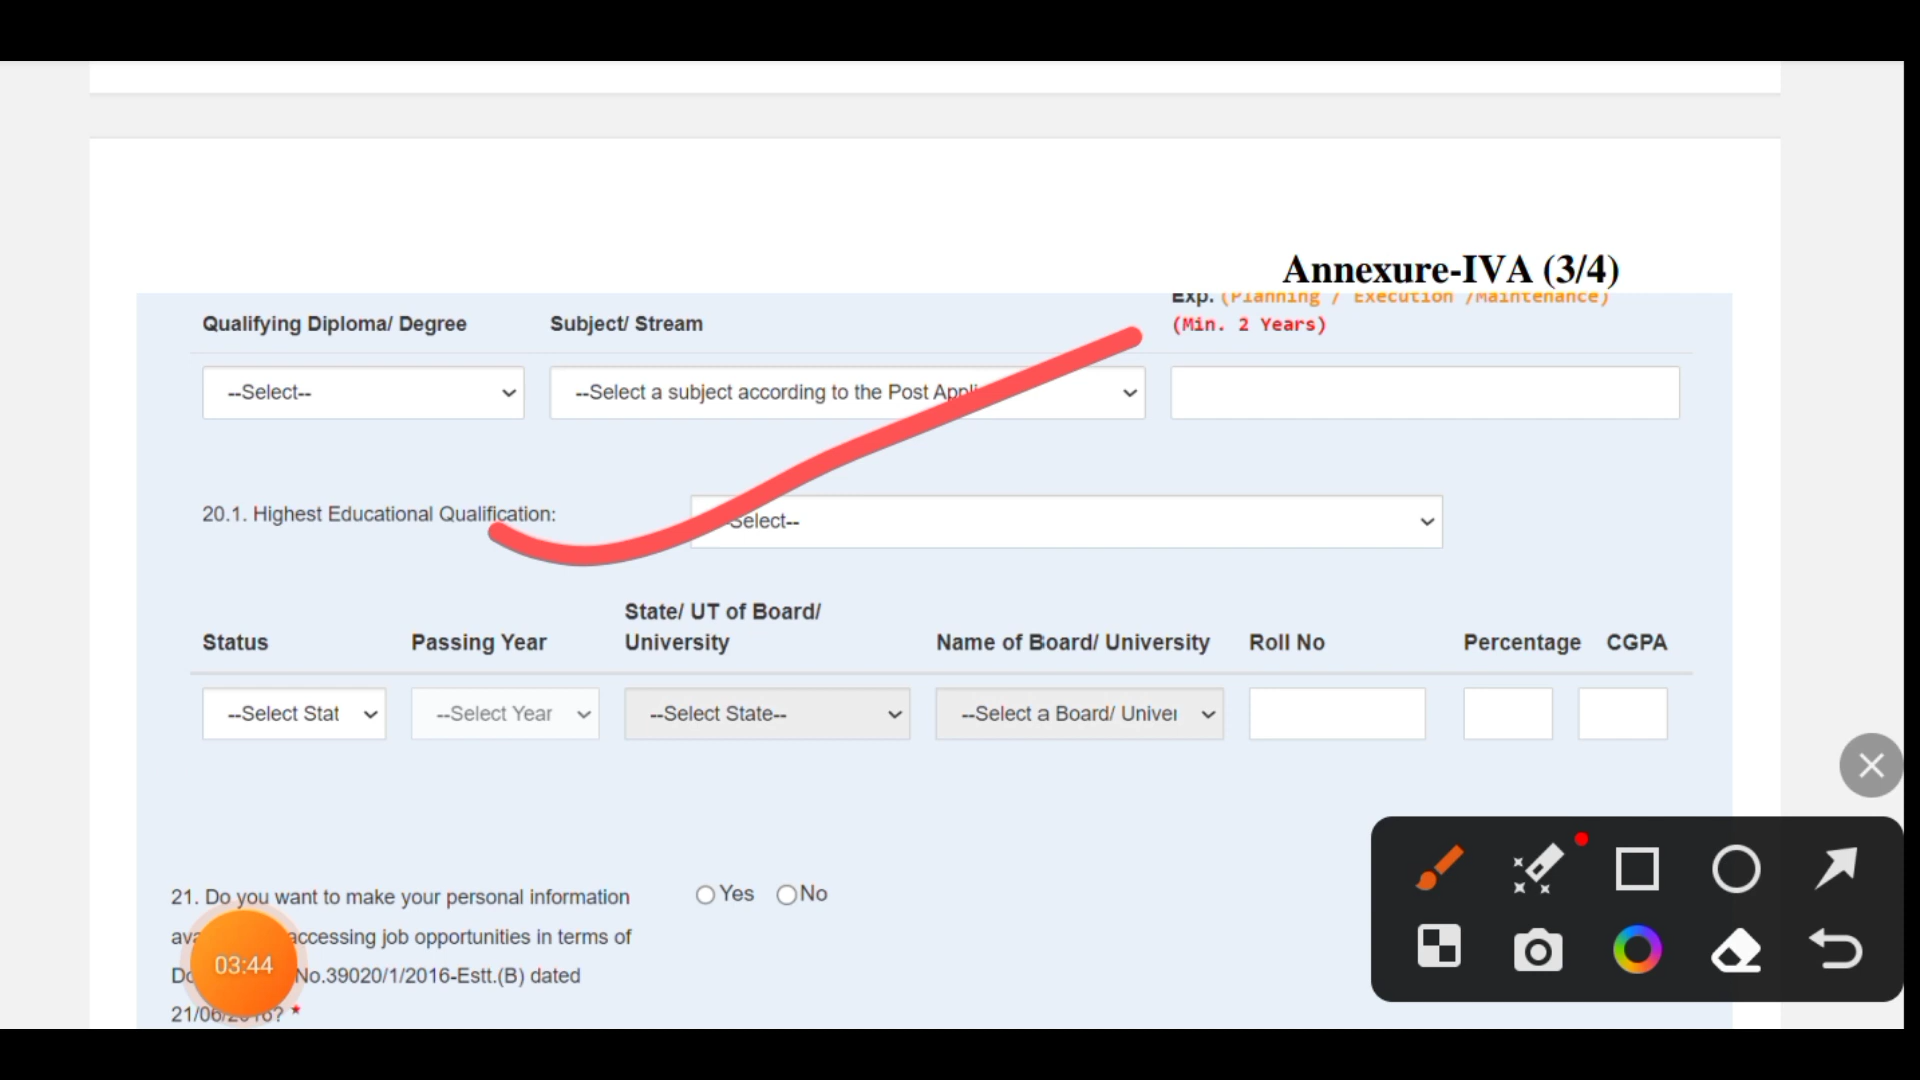 Annexure-IVA (3/4)
Exp. (Planning / Execution /Maintenance)
Qualifying Diploma/ Degree Subject/ Stream (Min. 2 Years)
--Select-- --Select a subject according to the Post
20.1. Highest Educational Qualification: Select--
State/ UT of Board/
Status Passing Year University Name of Board/ University Roll No Percentage CGPA
--Select Stat --Select Year --Select State-- --Select a Board/ Univer
21. Do you want to make your personal information Yes No
accessing job opportunities in terms of
No.39020/1/2016-Estt.(B) dated
03:44
*